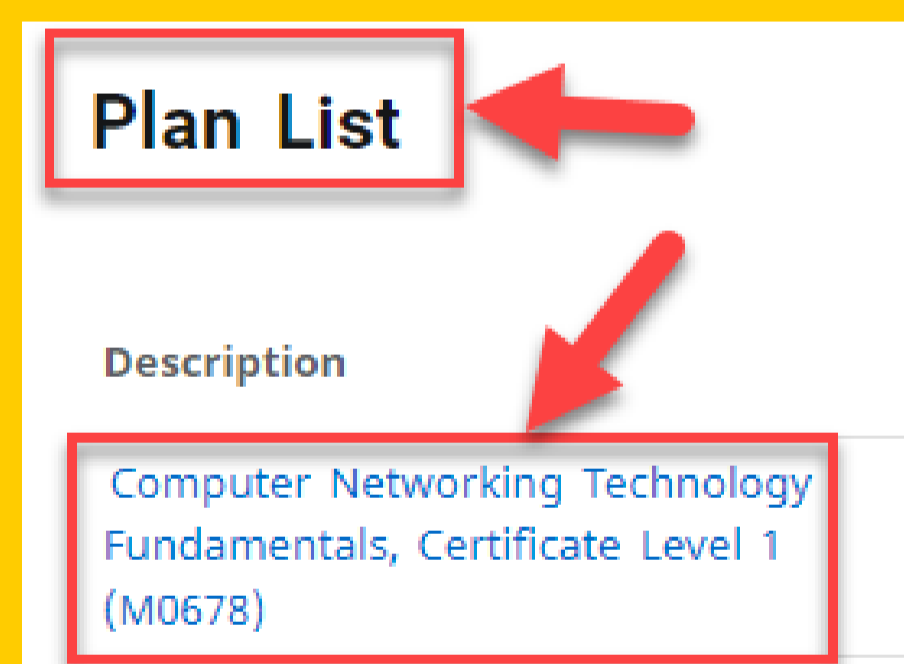 Plan List
Description
Computer Networking Technology
Fundamentals, Certificate Level 1
(M0678)